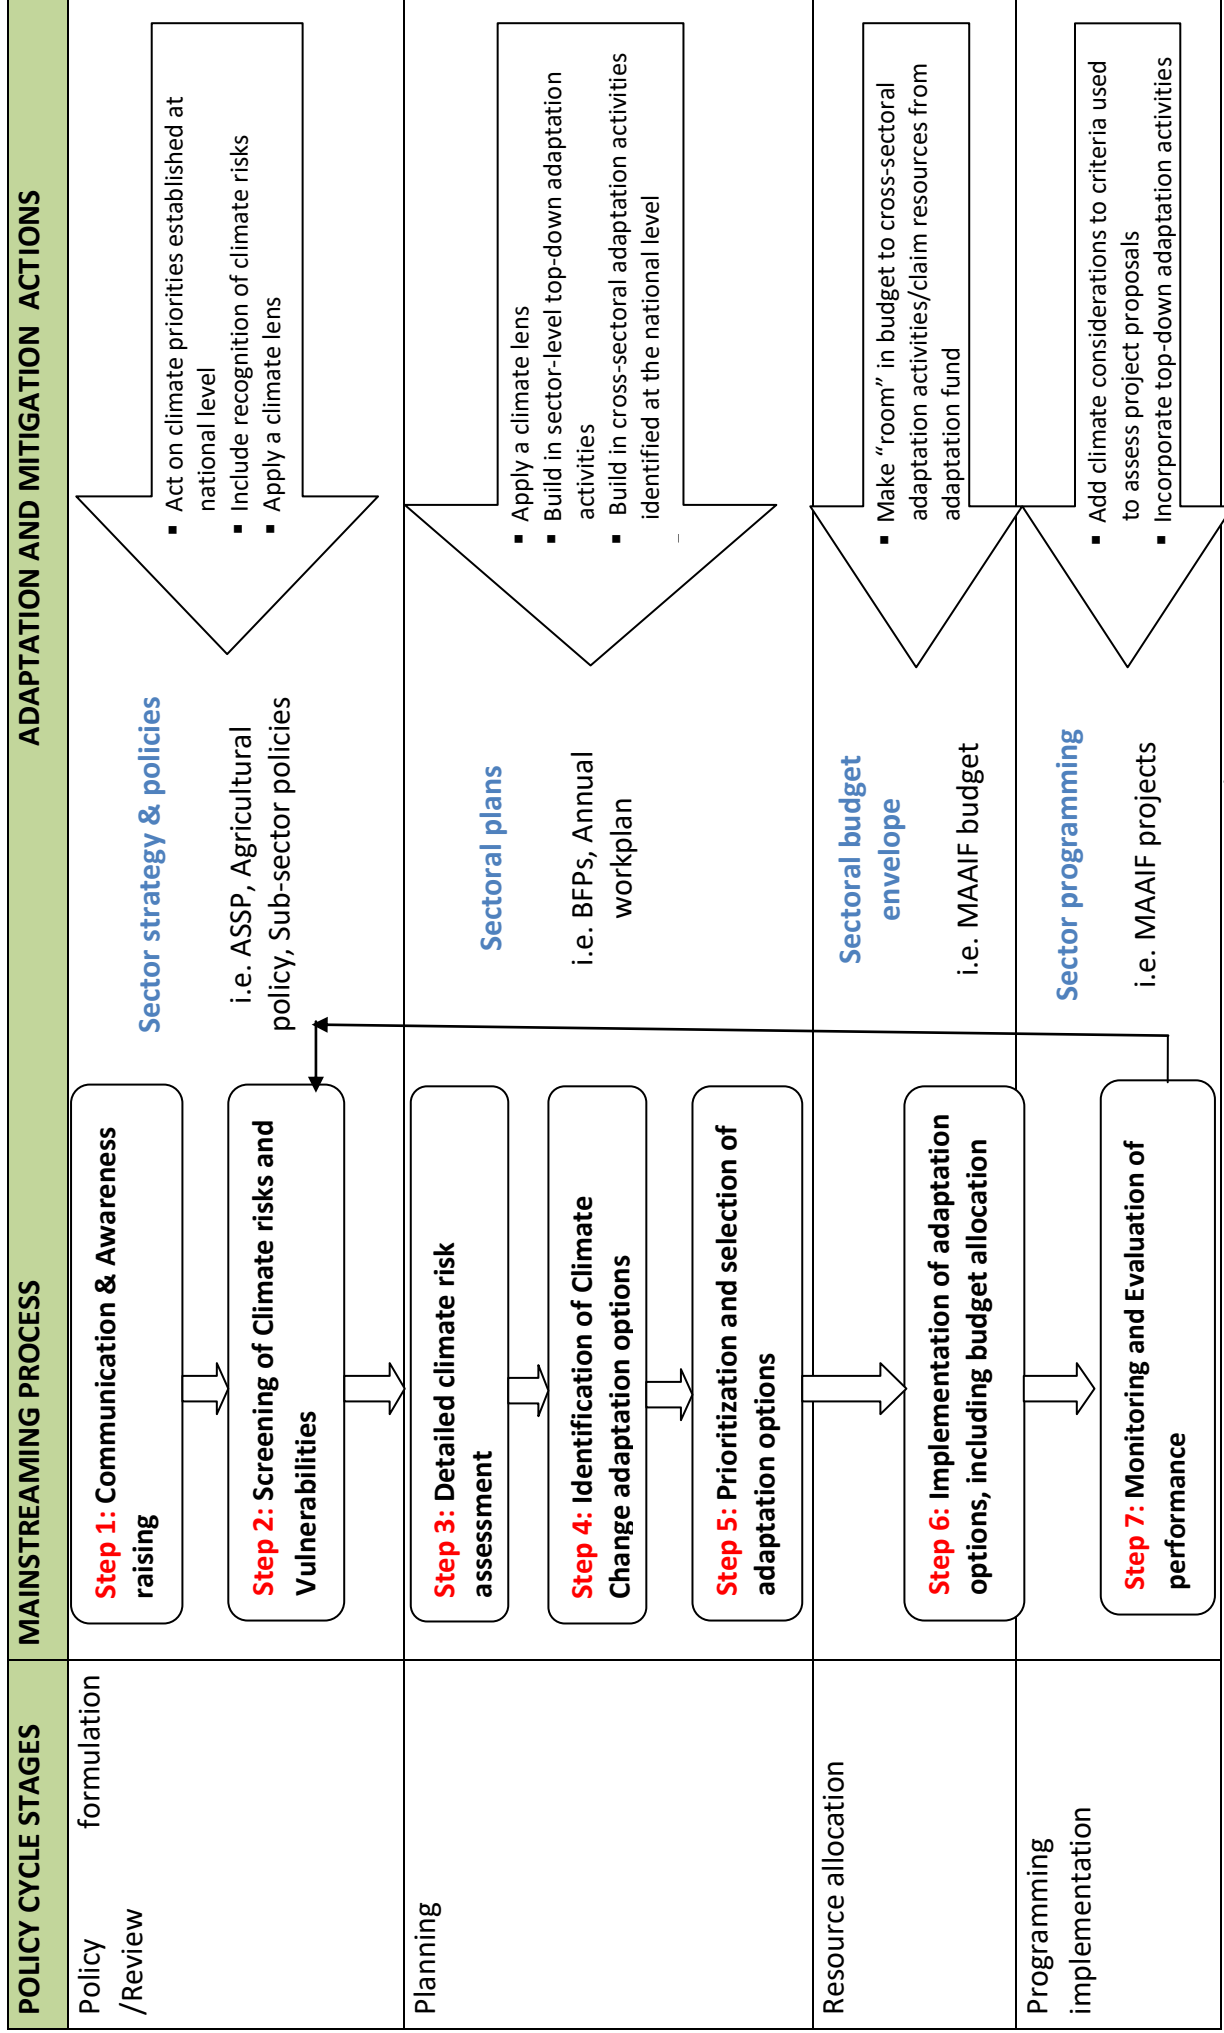 POLICY CYCLE STAGES
MAINSTREAMING PROCESS
ADAPTATION AND MITIGATION ACTIONS
Policy formulation
/Review
Step 1: Communication & Awareness
raising
Step 2: Screening of Climate risks and
Vulnerabilities
Sector strategy & policies
i.e. ASSP, Agricultural
policy, Sub-sector policies
▪ Act on climate priorities established at
national level
▪ Include recognition of climate risks
▪ Apply a climate lens
Planning
Step 3: Detailed climate risk
assessment
Step 4: Identification of Climate
Change adaptation options
Step 5: Prioritization and selection of
adaptation options
Sectoral plans
i.e. BFPs, Annual
workplan
▪ Apply a climate lens
▪ Build in sector-level top-down adaptation
activities
▪ Build in cross-sectoral adaptation activities
identified at the national level
Resource allocation
Step 6: Implementation of adaptation
options, including budget allocation
Sectoral budget
envelope
i.e. MAAIF budget
▪ Make “room” in budget to cross-sectoral
adaptation activities/claim resources from
adaptation fund
Programming
implementation
Step 7: Monitoring and Evaluation of
performance
Sector programming
i.e. MAAIF projects
▪ Add climate considerations to criteria used
to assess project proposals
▪ Incorporate top-down adaptation activities